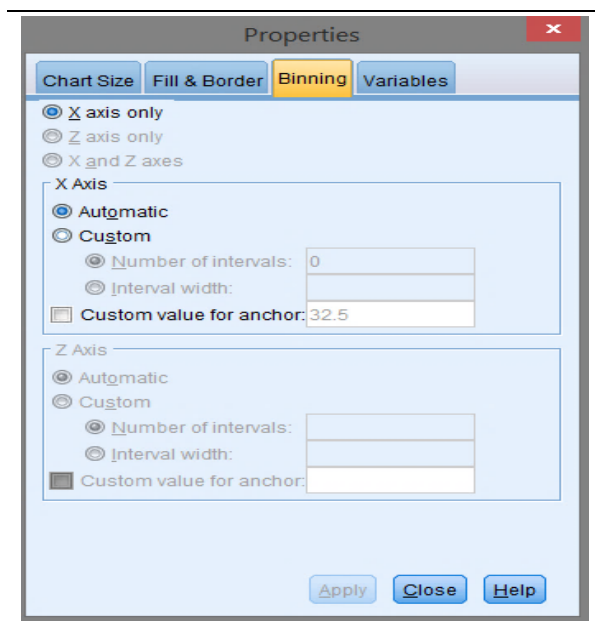 Properties
Chart Size Fill & Border Binning Variables
X axis only
Z axis only
X and Z axes
X Axis
Automatic
Custom
Number of intervals: 0
Interval width:
Custom value for anchor: 32.5
Z Axis
Automatic
Custom
Number of intervals:
Interval width:
Custom value for anchor:
Apply Close Help